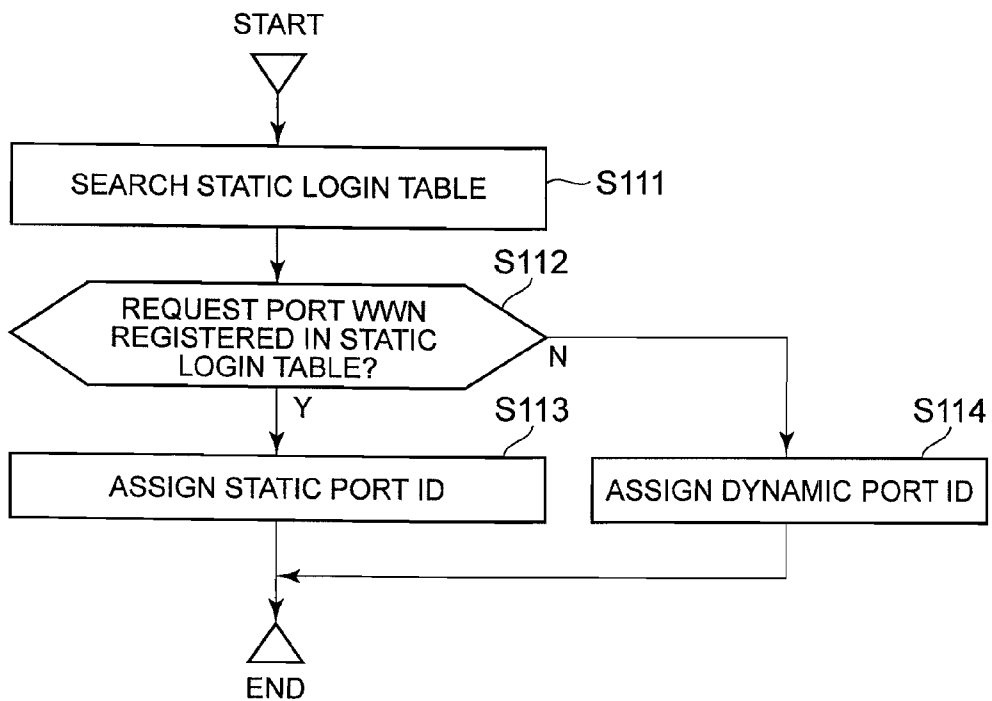 START
SEARCH STATIC LOGIN TABLE
S111
S112
REQUEST PORT WWN
REGISTERED IN STATIC
LOGIN TABLE?
N
Y
S113
S114
ASSIGN STATIC PORT ID
ASSIGN DYNAMIC PORT ID
END